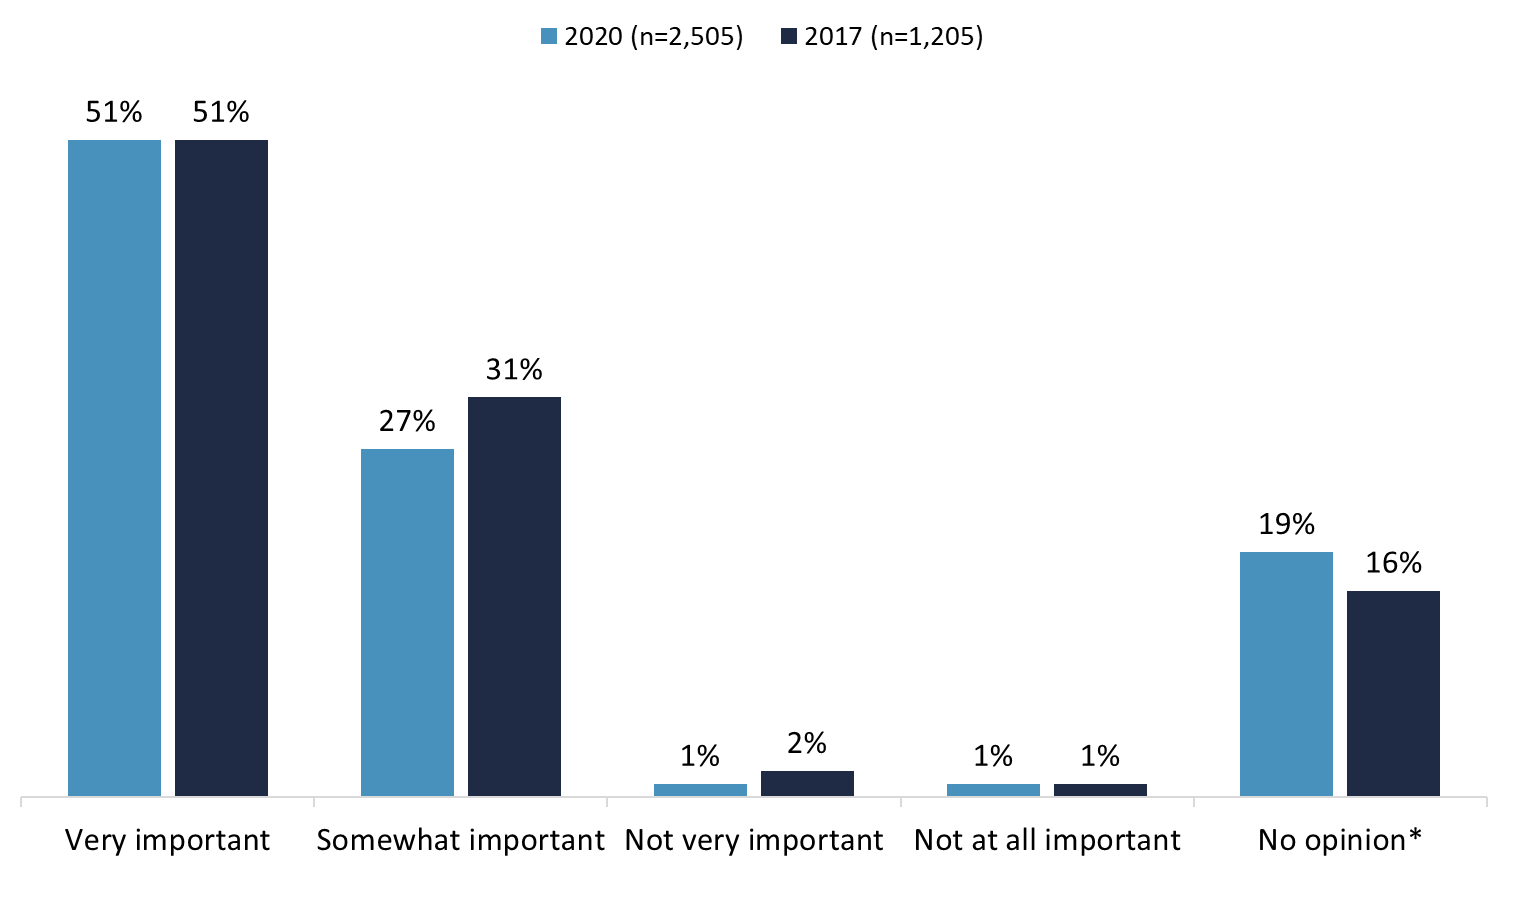 2020 (n=2,505) 2017 (n=1,205)
51% 51%
31%
27%
19%
16%
2%
1% 1% 1%
Very important Somewhat important Not very important Not at all important No opinion*